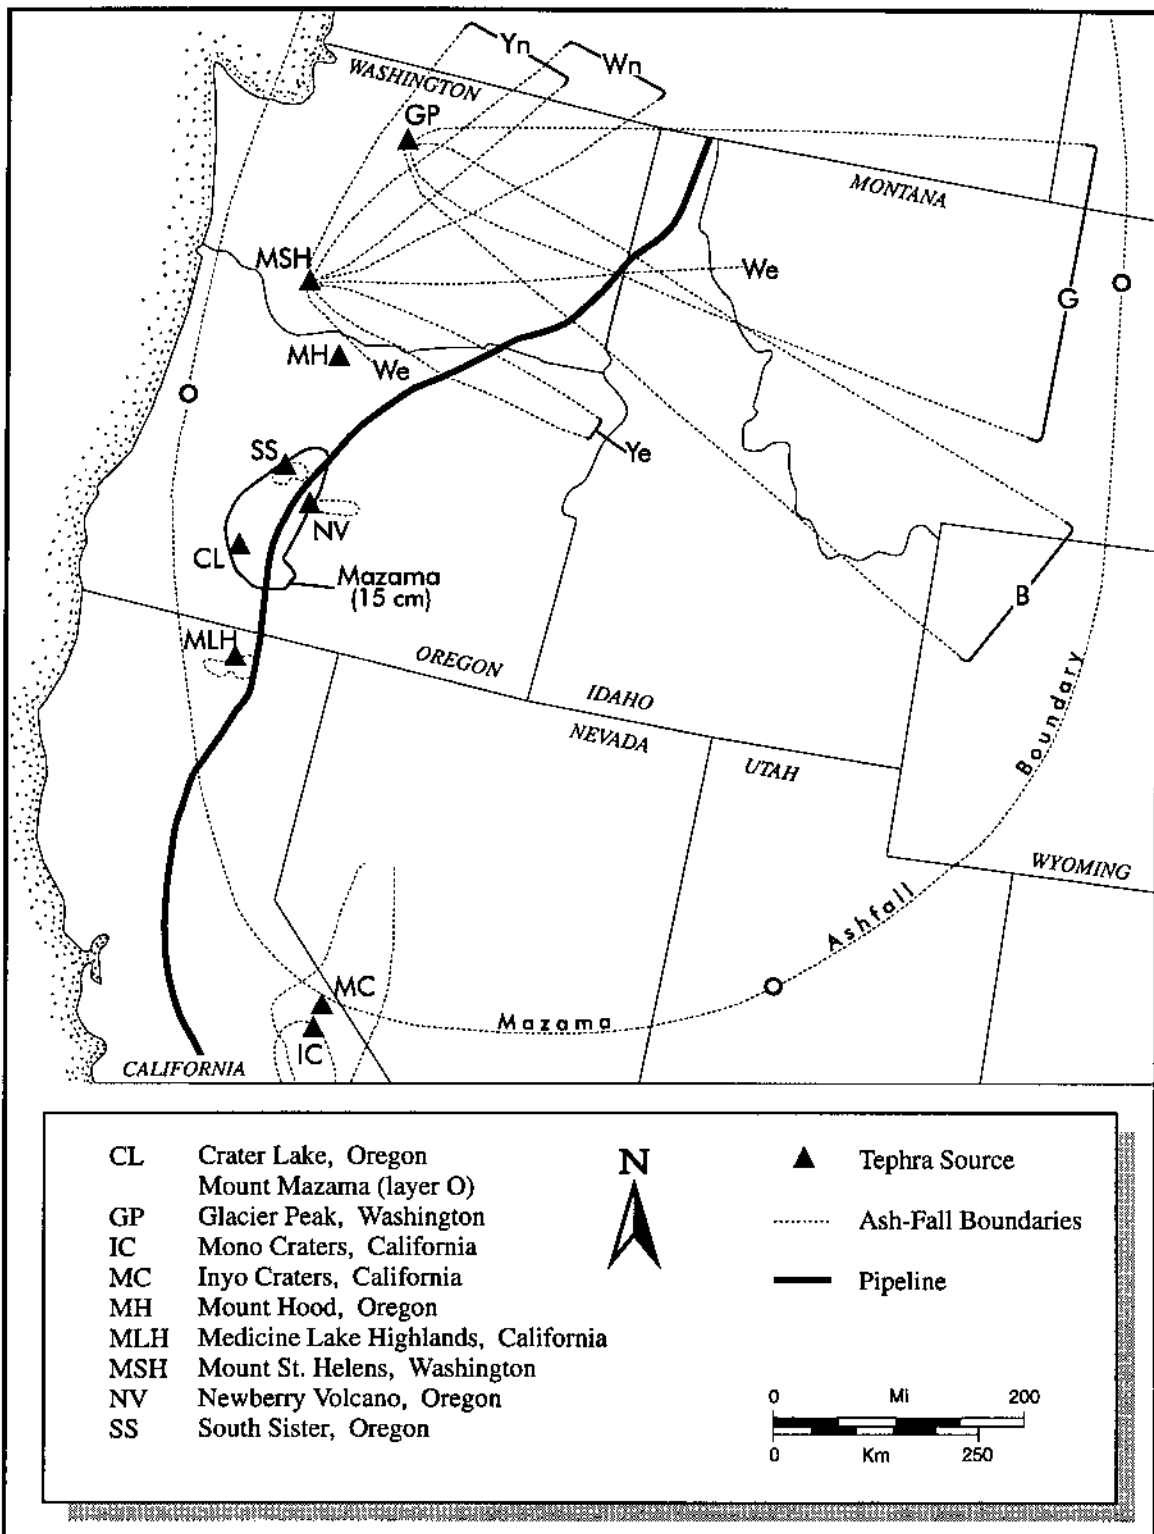 Yn
Wn
WASHINGTON
GP
MONTANA
MSH
We
G
MH
We
SS
Ye
NV
CL
Mazama
(15 cm)
B
MLH
OREGON
IDAHO
NEVADA
UTAH
Boundary
WYOMING
Ashfall
MC
Mazama
IC
CALIFORNIA
CL Crater Lake, Oregon
Mount Mazama (layer O)
GP Glacier Peak, Washington
IC Mono Craters, California
MC Inyo Craters, California
MH Mount Hood, Oregon
MLH Medicine Lake Highlands, California
MSH Mount St. Helens, Washington
NV Newberry Volcano, Oregon
SS South Sister, Oregon
N
Tephra Source
Ash-Fall Boundaries
Pipeline
0 Mi 200
0 Km 250